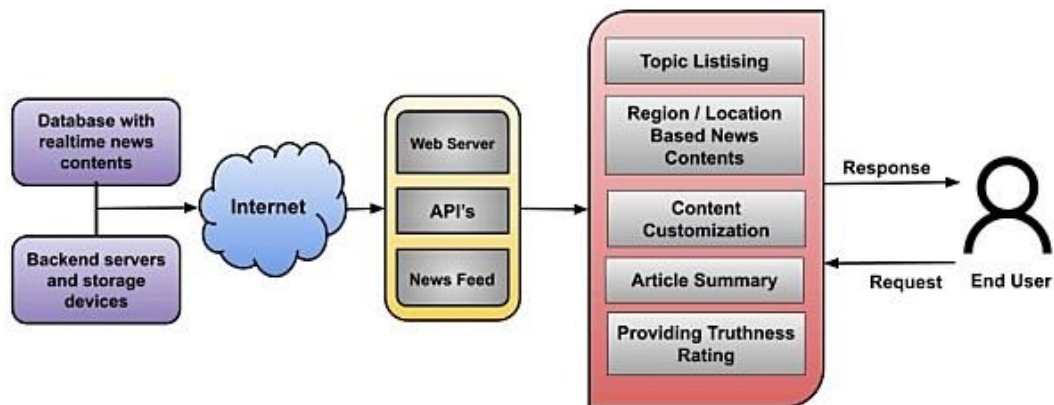 Database with
realtime news
contents
Backend servers
and storage
devices
Internet
Web Server
API's
News Feed
Topic Listising
Region / Location
Based News
Contents
Content
Customization
Article Summary
Providing Truthness
Rating
Response
Request
End User